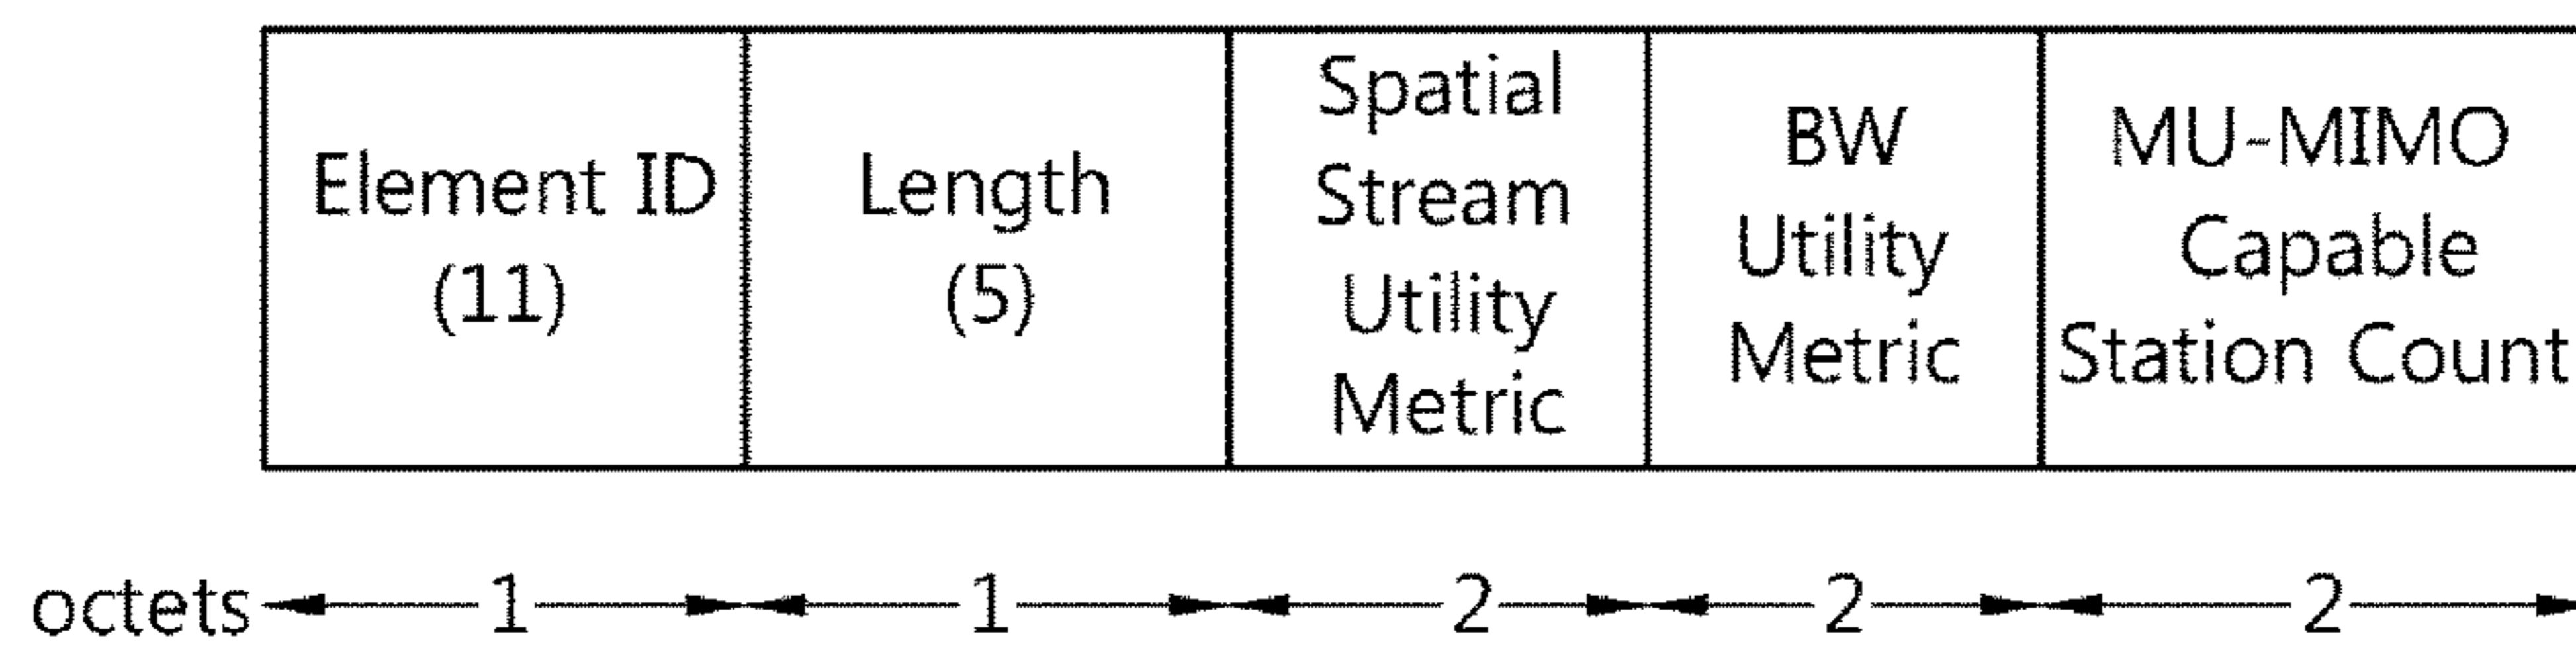 Element ID
(11)
Length
(5)
Spatial
Stream
Utility
Metric
BW
Utility
Metric
MU-MIMO
Capable
Station Count
octets 1 1 2 2 2